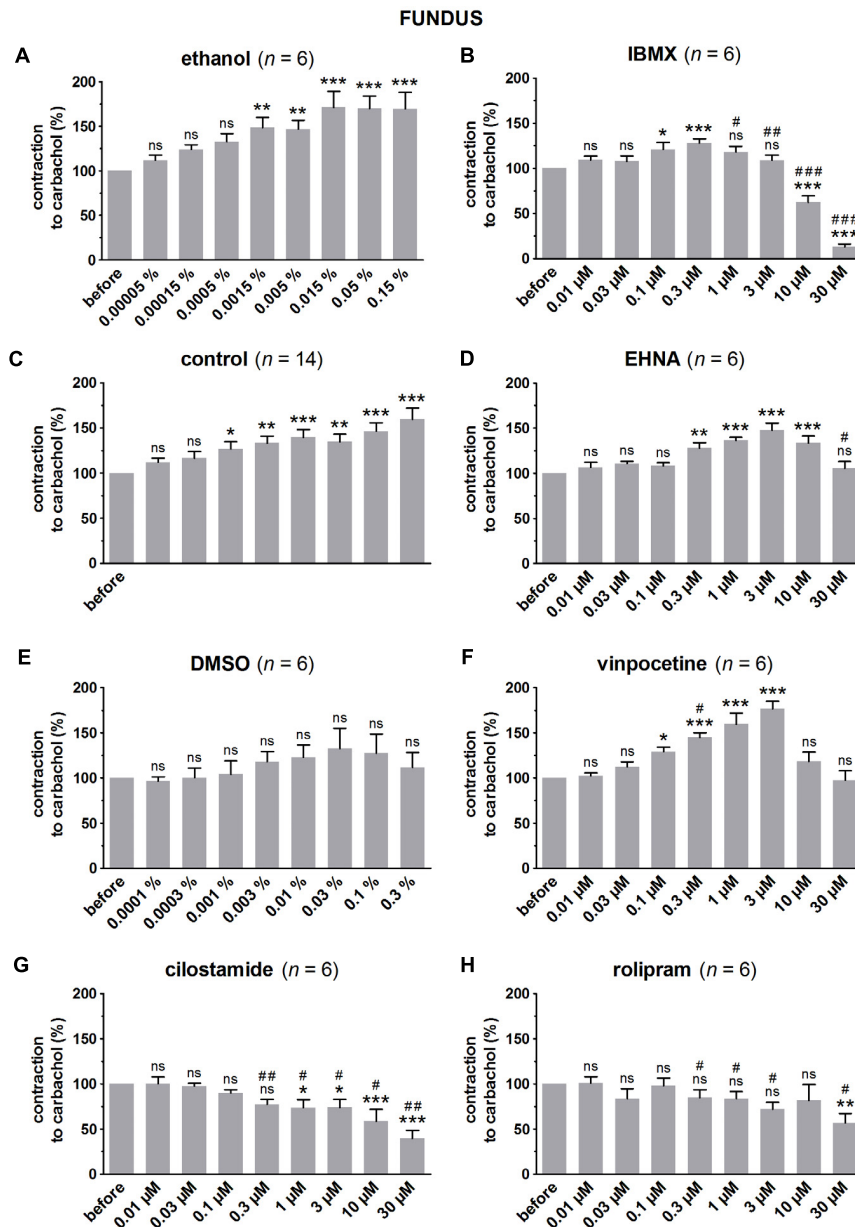 FUNDUS
A
ethanol (n = 6)
contraction
to carbachol (%)
200
150
100
50
0
ns
ns
ns
**
**
***
***
***
before
0.00005 %
0.00015 %
0.0005 %
0.0015 %
0.005 %
0.015 %
0.05 %
0.15 %
B
IBMX (n = 6)
contraction
to carbachol (%)
200
150
100
50
0
ns
ns
*
***
#
ns
##
ns
###
***
###
***
before
0.01 µM
0.03 µM
0.1 µM
0.3 µM
1 µM
3 µM
10 µM
30 µM
C
control (n = 14)
contraction
to carbachol (%)
200
150
100
50
0
ns
ns
*
**
***
**
***
***
before
D
EHNA (n = 6)
contraction
to carbachol (%)
200
150
100
50
0
ns
ns
ns
**
***
***
***
#
ns
before
0.01 µM
0.03 µM
0.1 µM
0.3 µM
1 µM
3 µM
10 µM
30 µM
E
DMSO (n = 6)
contraction
to carbachol (%)
200
150
100
50
0
ns
ns
ns
ns
ns
ns
ns
ns
before
0.0001 %
0.0003 %
0.001 %
0.003 %
0.01 %
0.03 %
0.1 %
0.3 %
F
vinpocetine (n = 6)
contraction
to carbachol (%)
200
150
100
50
0
ns
ns
*
#
***
***
***
ns
ns
before
0.01 µM
0.03 µM
0.1 µM
0.3 µM
1 µM
3 µM
10 µM
30 µM
G
cilostamide (n = 6)
contraction
to carbachol (%)
200
150
100
50
0
ns
ns
ns
##
ns
#
*
#
*
#
***
##
***
before
0.01 µM
0.03 µM
0.1 µM
0.3 µM
1 µM
3 µM
10 µM
30 µM
H
rolipram (n = 6)
contraction
to carbachol (%)
200
150
100
50
0
ns
ns
ns
#
ns
#
ns
#
ns
ns
#
**
before
0.01 µM
0.03 µM
0.1 µM
0.3 µM
1 µM
3 µM
10 µM
30 µM